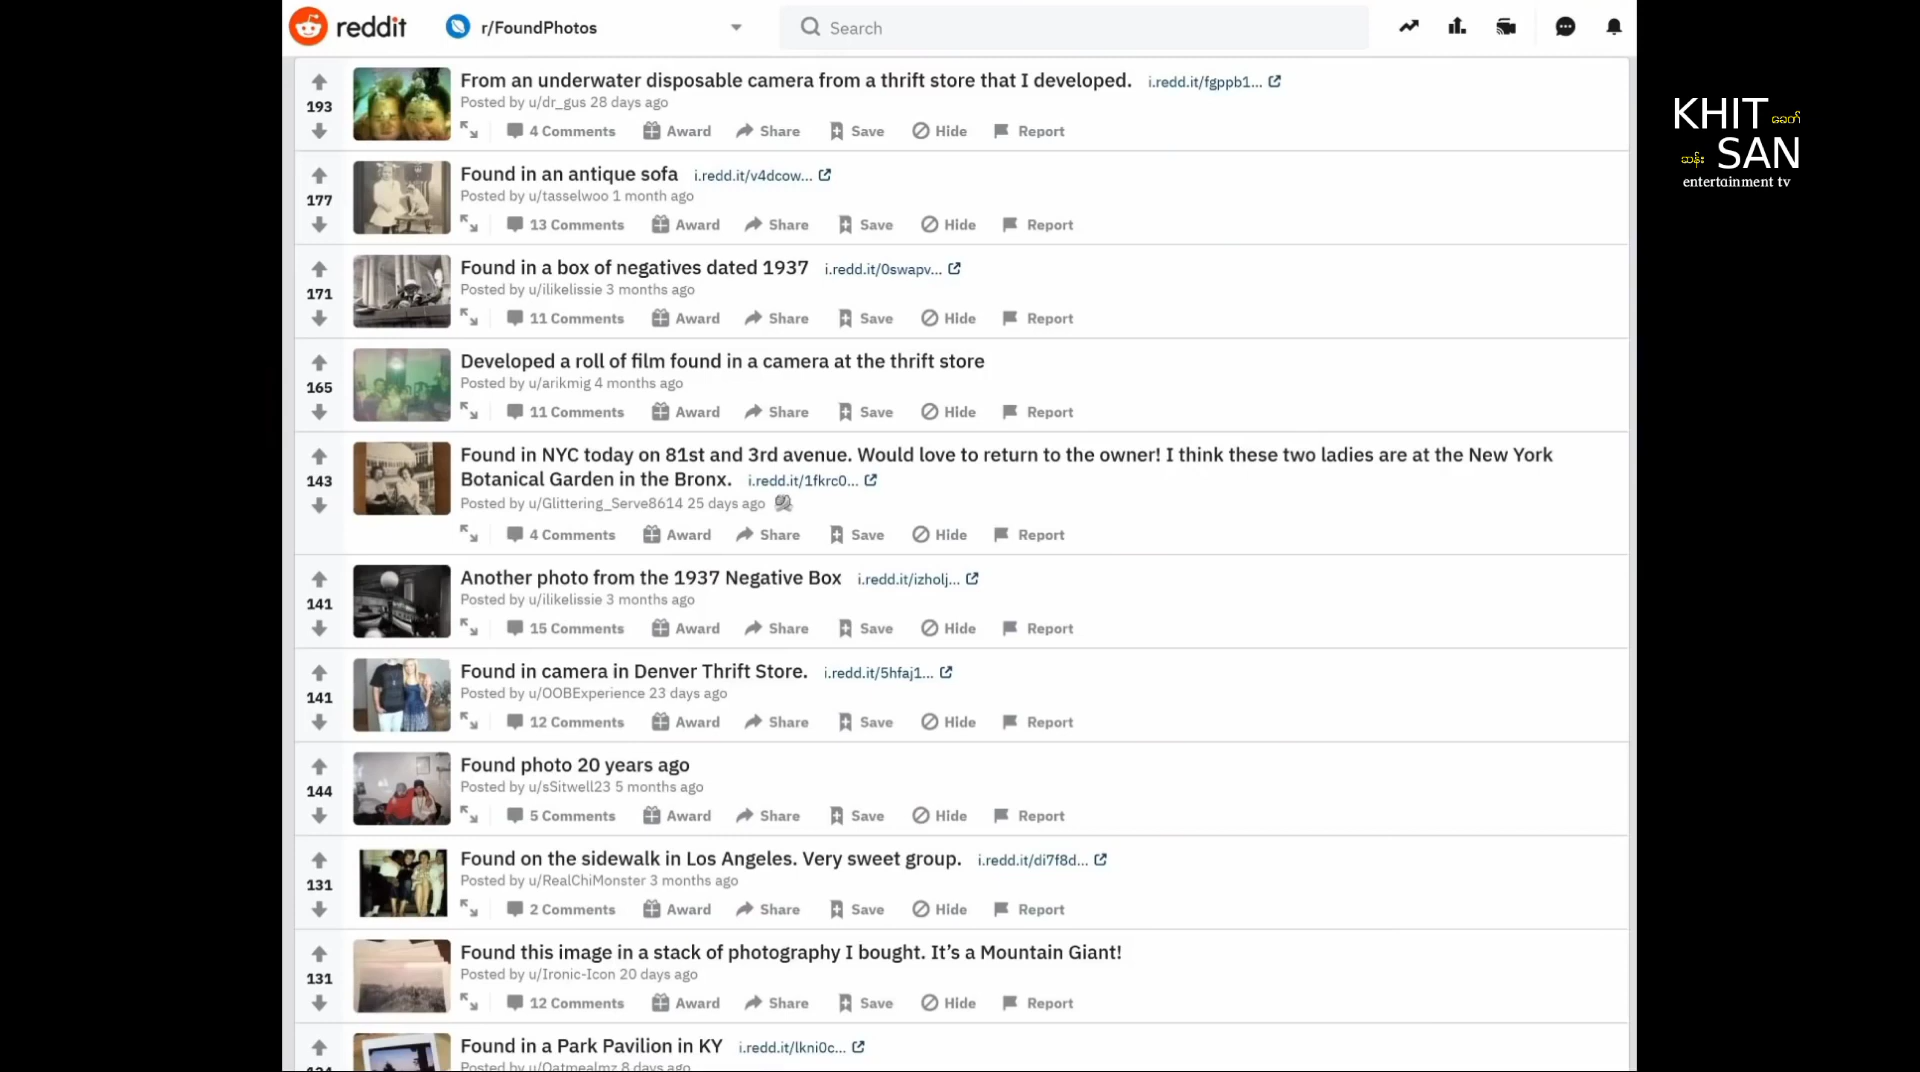 reddit r/FoundPhotos Search
193
From an underwater disposable camera from a thrift store that I developed. i.redd.it/fgppb1...
Posted by u/dr_gus 28 days ago
4 Comments Award Share Save Hide Report
177
Found in an antique sofa i.redd.it/v4dcow...
Posted by u/tasselwoo 1 month ago
13 Comments Award Share Save Hide Report
171
Found in a box of negatives dated 1937 i.redd.it/0swapv...
Posted by u/ilikelissie 3 months ago
11 Comments Award Share Save Hide Report
165
Developed a roll of film found in a camera at the thrift store
Posted by u/arikmig 4 months ago
11 Comments Award Share Save Hide Report
143
Found in NYC today on 81st and 3rd avenue. Would love to return to the owner! I think these two ladies are at the New York
Botanical Garden in the Bronx. i.redd.it/1fkrc0...
Posted by u/Glittering_Serve8614 25 days ago
4 Comments Award Share Save Hide Report
141
Another photo from the 1937 Negative Box i.redd.it/izholj...
Posted by u/ilikelissie 3 months ago
15 Comments Award Share Save Hide Report
141
Found in camera in Denver Thrift Store. i.redd.it/5hfaj1...
Posted by u/OOBExperience 23 days ago
12 Comments Award Share Save Hide Report
144
Found photo 20 years ago
Posted by u/sSitwell23 5 months ago
5 Comments Award Share Save Hide Report
131
Found on the sidewalk in Los Angeles. Very sweet group. i.redd.it/di7f8d...
Posted by u/RealChiMonster 3 months ago
2 Comments Award Share Save Hide Report
131
Found this image in a stack of photography I bought. It’s a Mountain Giant!
Posted by u/Ironic-Icon 20 days ago
12 Comments Award Share Save Hide Report
Found in a Park Pavilion in KY i.redd.it/lkni0c...
Posted by u/Oatmealmz 8 days ago
KHIT ခေတ်
ဆန်း SAN
entertainment tv